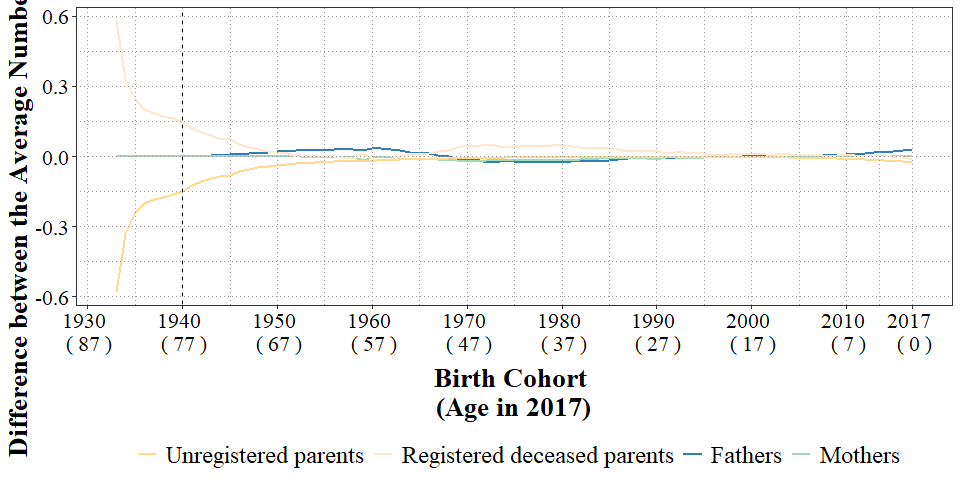 Difference between the Average Numbe
0.6
0.3
0.0
-0.3
-0.6
1930 1940 1950 1960 1970 1980 1990 2000 2010 2017
( 87 ) ( 77 ) ( 67 ) ( 57 ) ( 47 ) ( 37 ) ( 27 ) ( 17 ) ( 7 ) ( 0 )
Birth Cohort
(Age in 2017)
Unregistered parents Registered deceased parents Fathers Mothers